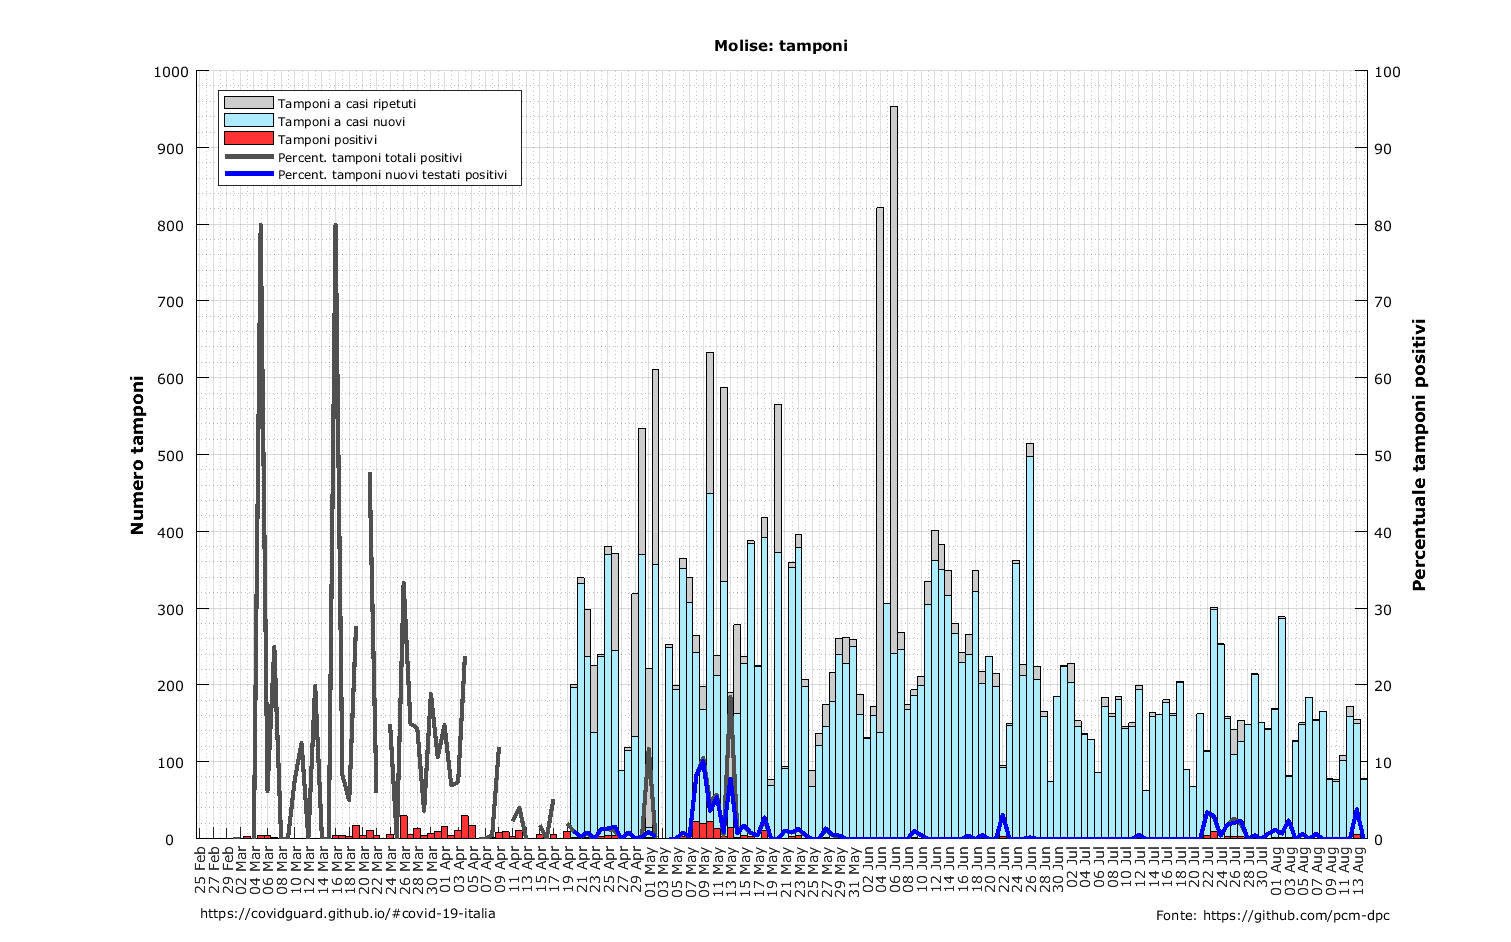 Molise: tamponi
Tamponi a casi ripetuti
Tamponi a casi nuovi
Tamponi positivi
Percent. tamponi totali positivi
Percent. tamponi nuovi testati positivi
Numero tamponi
1000
900
800
700
600
500
400
300
200
100
0
Percentuale tamponi positivi
100
90
80
70
60
50
40
30
20
10
0
25 Feb
27 Feb
29 Feb
02 Mar
04 Mar
06 Mar
08 Mar
10 Mar
12 Mar
14 Mar
16 Mar
18 Mar
20 Mar
22 Mar
24 Mar
26 Mar
28 Mar
30 Mar
01 Apr
03 Apr
05 Apr
07 Apr
09 Apr
11 Apr
13 Apr
15 Apr
17 Apr
19 Apr
21 Apr
23 Apr
25 Apr
27 Apr
29 Apr
01 May
03 May
05 May
07 May
09 May
11 May
13 May
15 May
17 May
19 May
21 May
23 May
25 May
27 May
29 May
31 May
02 Jun
04 Jun
06 Jun
08 Jun
10 Jun
12 Jun
14 Jun
16 Jun
18 Jun
20 Jun
22 Jun
24 Jun
26 Jun
28 Jun
30 Jun
02 Jul
04 Jul
06 Jul
08 Jul
10 Jul
12 Jul
14 Jul
16 Jul
18 Jul
20 Jul
22 Jul
24 Jul
26 Jul
28 Jul
30 Jul
01 Aug
03 Aug
05 Aug
07 Aug
09 Aug
11 Aug
13 Aug
https://covidguard.github.io/#covid-19-italia
Fonte: https://github.com/pcm-dpc